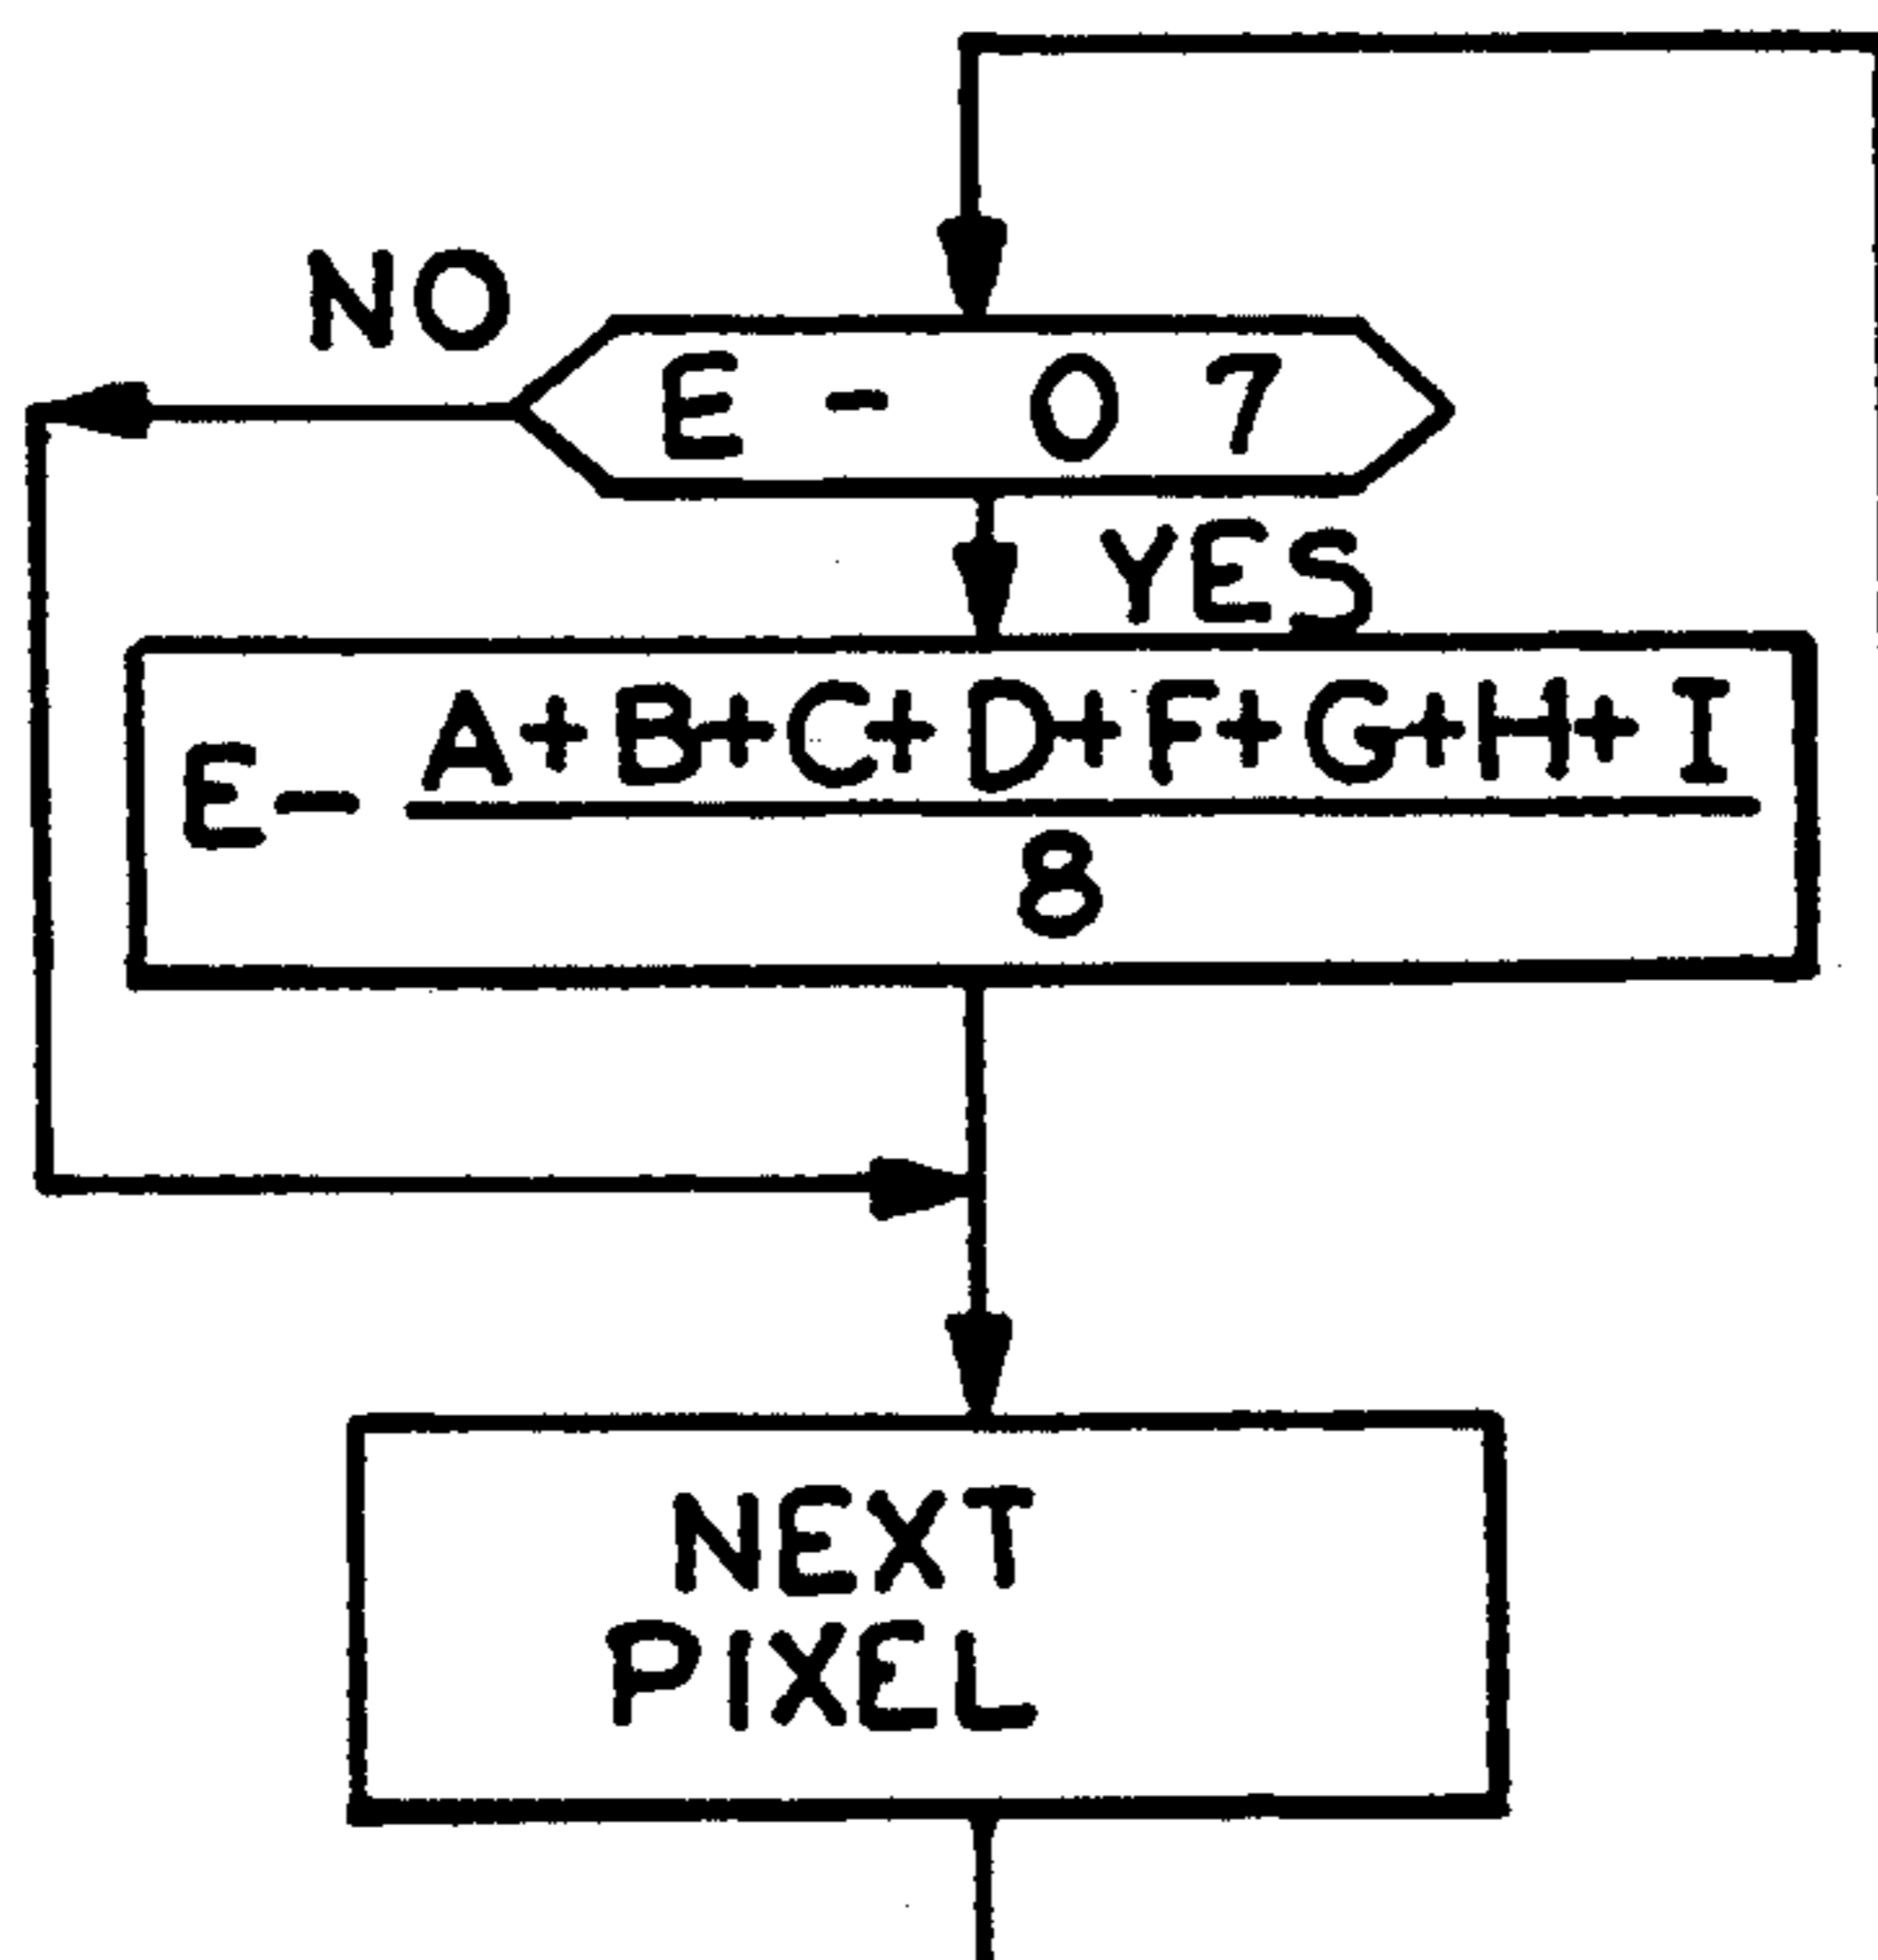 NO
E - 0 7
YES
E- A+B+C+D+F+G+H+I
8
NEXT
PIXEL